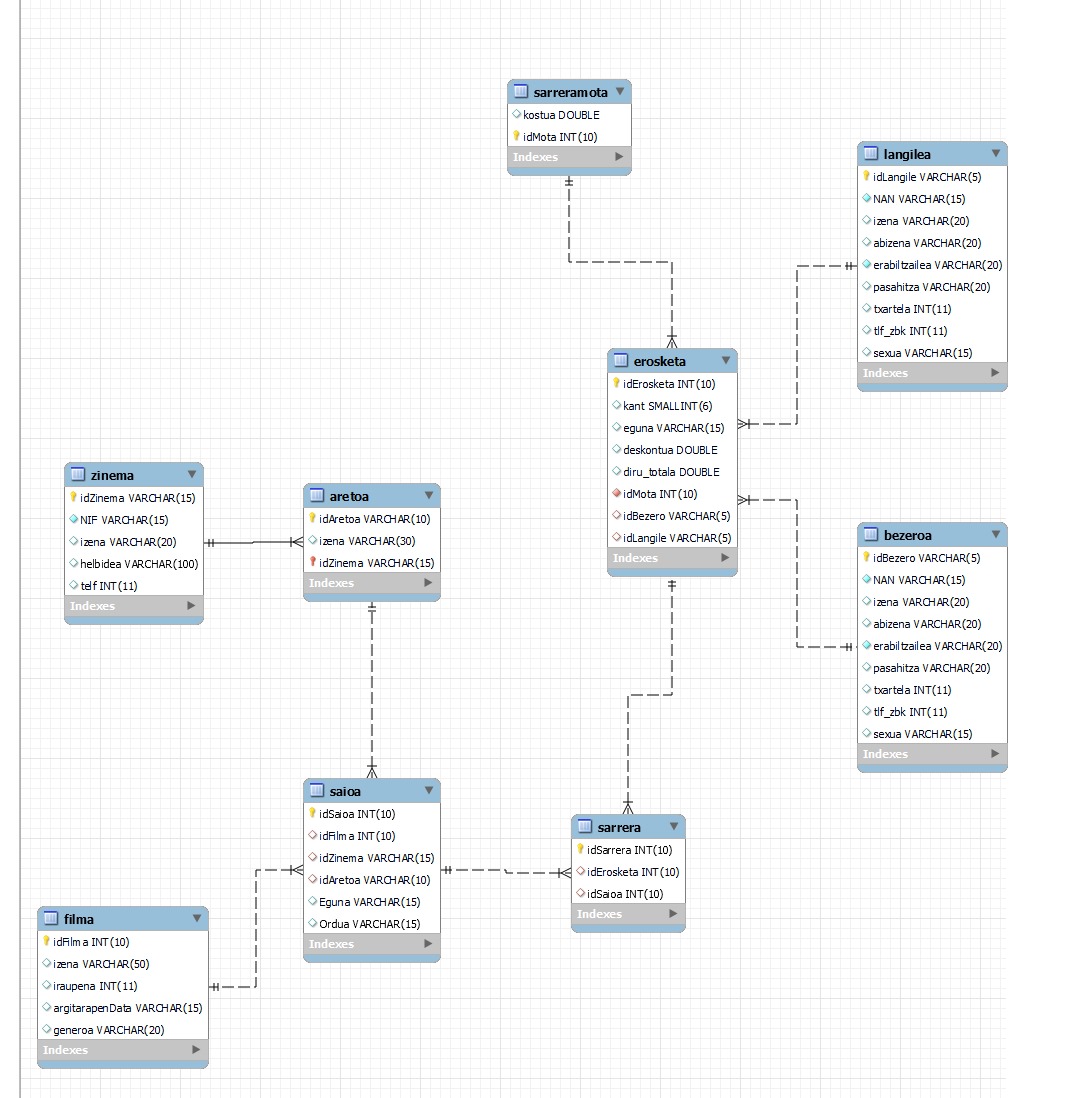 sarreramota
kostua DOUBLE
idMota INT(10)
Indexes
langilea
idLangile VARCHAR(5)
NAN VARCHAR(15)
izena VARCHAR(20)
abizena VARCHAR(20)
erabiltzailea VARCHAR(20)
pasahitza VARCHAR(20)
txartela INT(11)
tlf_zbk INT(11)
sexua VARCHAR(15)
Indexes
erosketa
idErosketa INT(10)
kant SMALLINT(6)
eguna VARCHAR(15)
deskontua DOUBLE
diru_totala DOUBLE
idMota INT(10)
idBezero VARCHAR(5)
idLangile VARCHAR(5)
Indexes
zinema
idZinema VARCHAR(15)
NIF VARCHAR(15)
izena VARCHAR(20)
helbidea VARCHAR(100)
telf INT(11)
Indexes
aretoa
idAretoa VARCHAR(10)
izena VARCHAR(30)
idZinema VARCHAR(15)
Indexes
bezeroa
idBezero VARCHAR(5)
NAN VARCHAR(15)
izena VARCHAR(20)
abizena VARCHAR(20)
erabiltzailea VARCHAR(20)
pasahitza VARCHAR(20)
txartela INT(11)
tlf_zbk INT(11)
sexua VARCHAR(15)
Indexes
saioa
idSaioa INT(10)
idFilma INT(10)
idZinema VARCHAR(15)
idAretoa VARCHAR(10)
Eguna VARCHAR(15)
Ordua VARCHAR(15)
Indexes
sarrera
idSarrera INT(10)
idErosketa INT(10)
idSaioa INT(10)
Indexes
filma
idFilma INT(10)
izena VARCHAR(50)
iraupena INT(11)
argitarapenData VARCHAR(15)
generoa VARCHAR(20)
Indexes